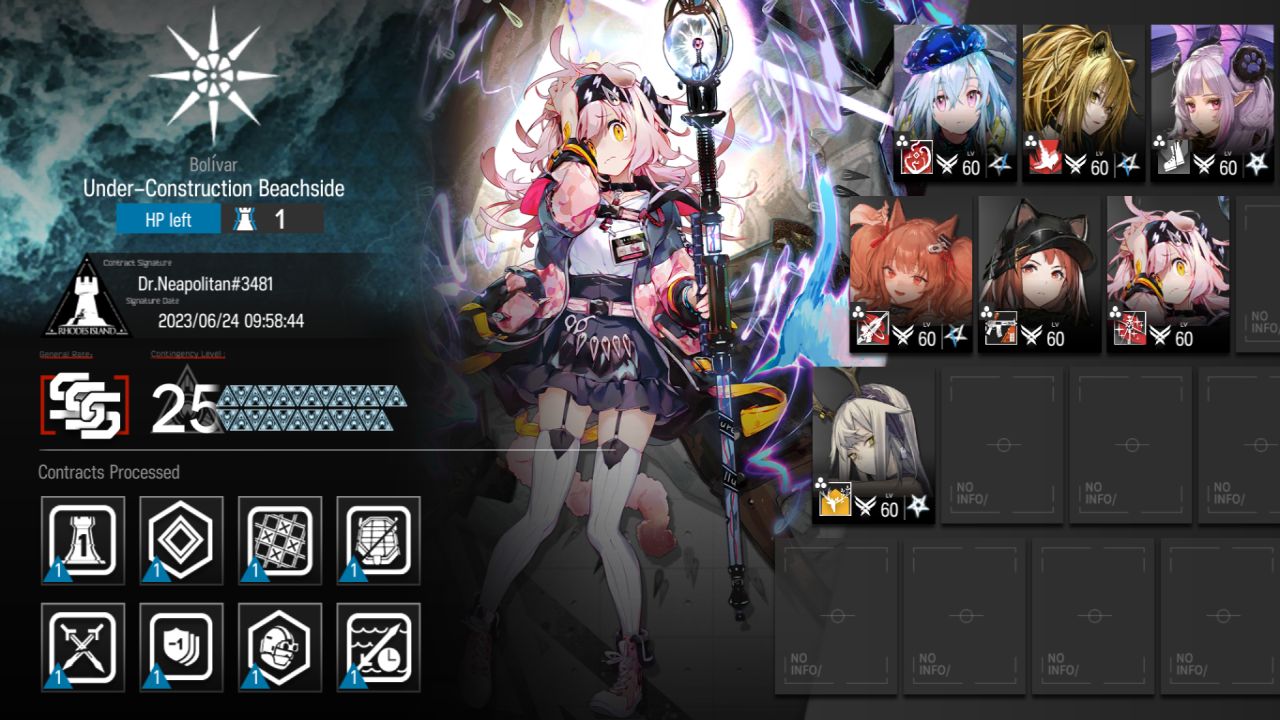 Bolívar
Under-Construction Beachside
HP left 1
Contract Signature
Dr.Neapolitan#3481
Signature Date
2023/06/24 09:58:44
RHODES ISLAND
General Rate:
Contingency Level:
SSS
25
Contracts Processed
1
1
1
1
1
1
-1
1
1
1
LV
60
LV
60
LV
60
LV
60
LV
60
LV
60
NO
INFO/
LV
60
NO
INFO/
NO
INFO/
NO
INFO/
NO
INFO/
NO
INFO/
NO
INFO/
NO
INFO/